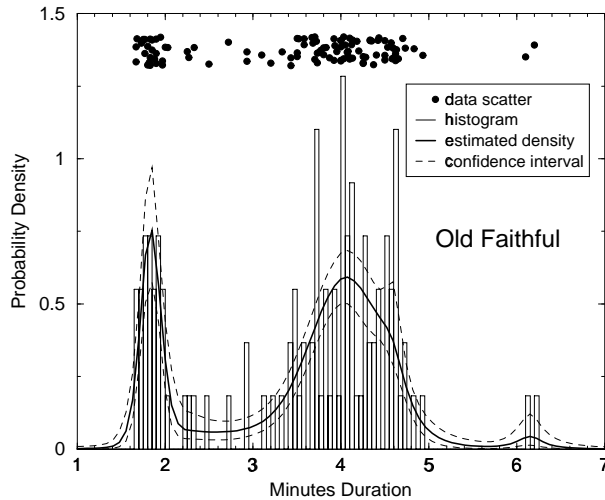 1.5
1
0.5
0
Probability Density
data scatter
histogram
estimated density
confidence interval
Old Faithful
1 2 3 4 5 6 7
Minutes Duration